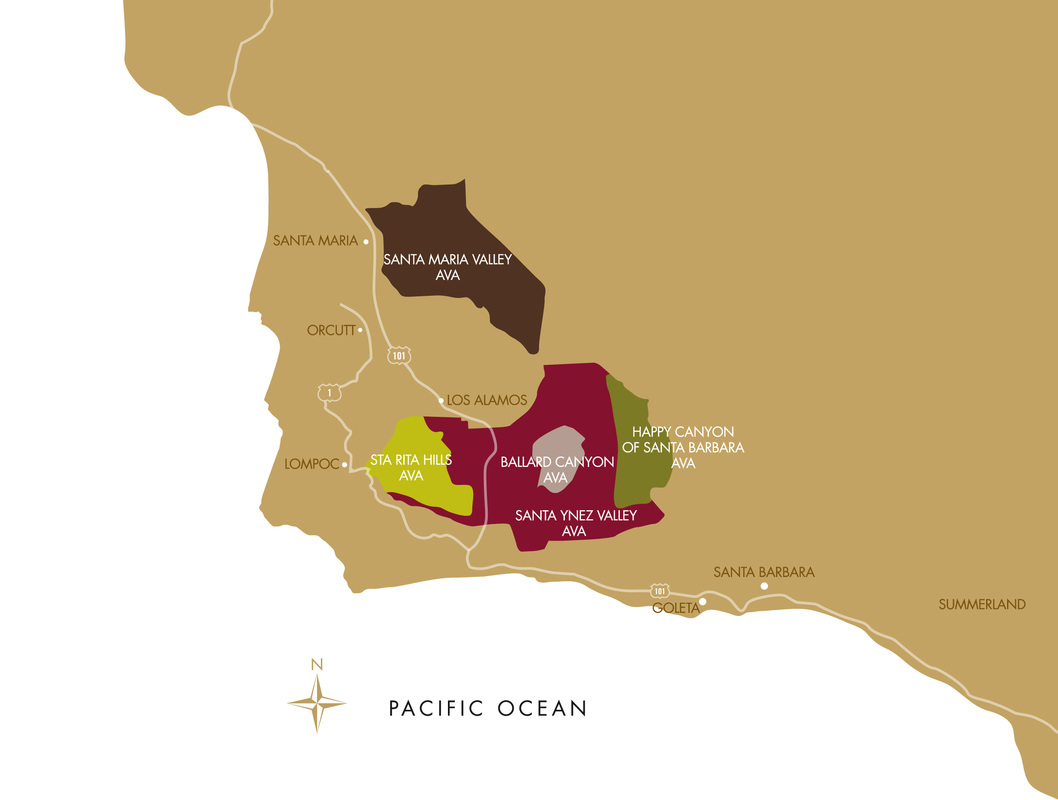 SANTA MARIA
SANTA MARIA VALLEY
AVA
ORCUTT
101
1
LOS ALAMOS
HAPPY CANYON
OF SANTA BARBARA
AVA
LOMPOC
STA RITA HILLS
AVA
BALLARD CANYON
AVA
SANTA YNEZ VALLEY
AVA
SANTA BARBARA
101
GOLETA
SUMMERLAND
N
PACIFIC OCEAN